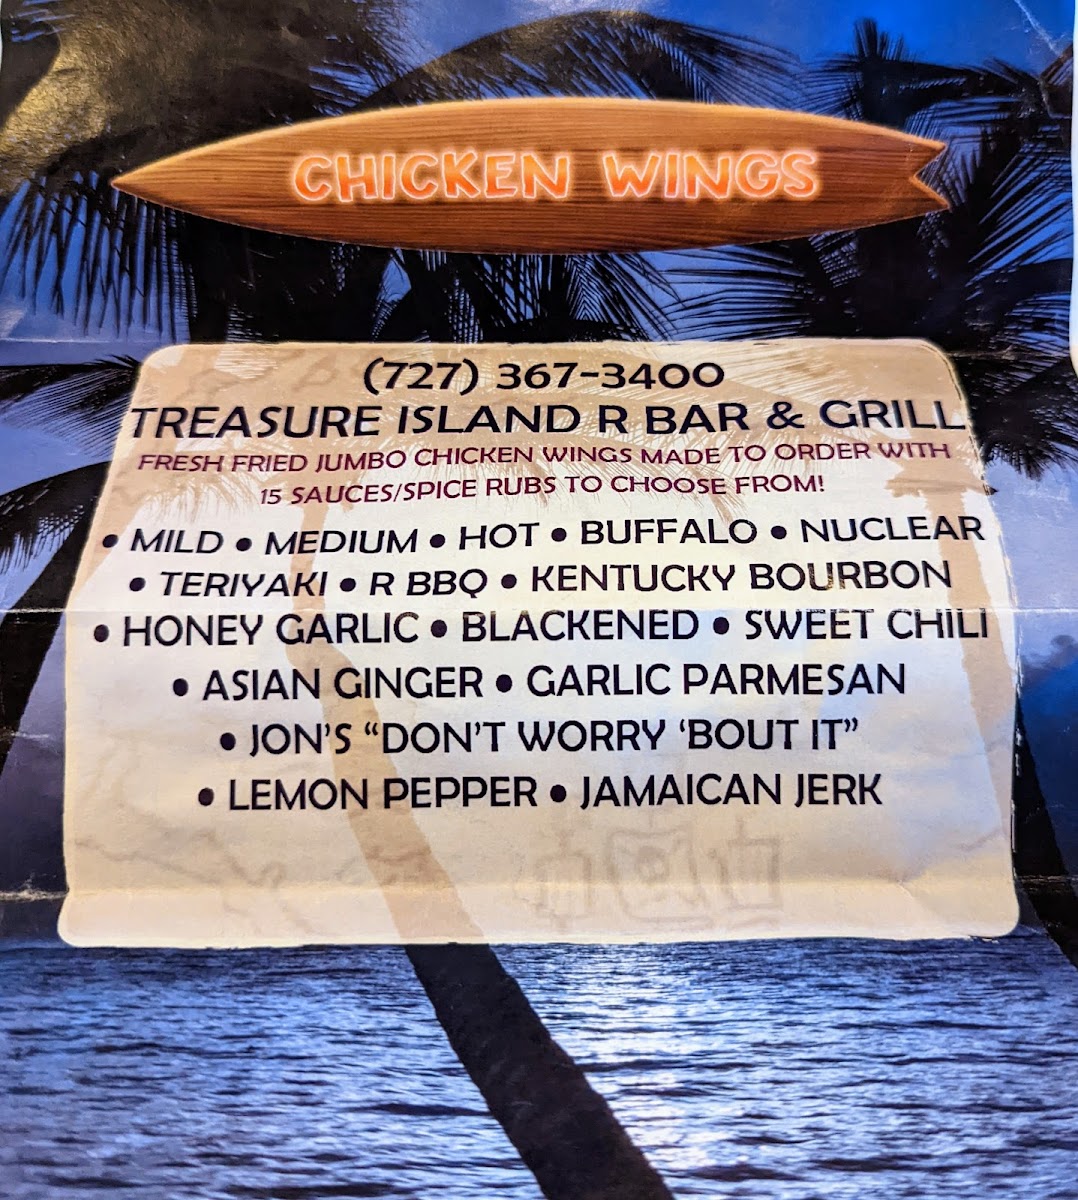 CHICKEN WINGS
(727) 367-3400
TREASURE ISLAND R BAR & GRILL
FRESH FRIED JUMBO CHICKEN WINGS MADE TO ORDER WITH
15 SAUCES/SPICE RUBS TO CHOOSE FROM!
• MILD • MEDIUM • HOT • BUFFALO • NUCLEAR
• TERIYAKI • R BBQ • KENTUCKY BOURBON
• HONEY GARLIC • BLACKENED • SWEET CHILI
• ASIAN GINGER • GARLIC PARMESAN
• JON'S “DON'T WORRY ‘BOUT IT”
• LEMON PEPPER • JAMAICAN JERK